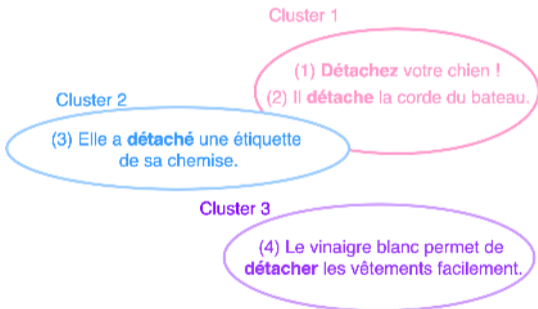 Cluster 1
(1) Détachez votre chien !
(2) Il détache la corde du bateau.
Cluster 2
(3) Elle a détaché une étiquette
de sa chemise.
Cluster 3
(4) Le vinaigre blanc permet de
détacher les vêtements facilement.